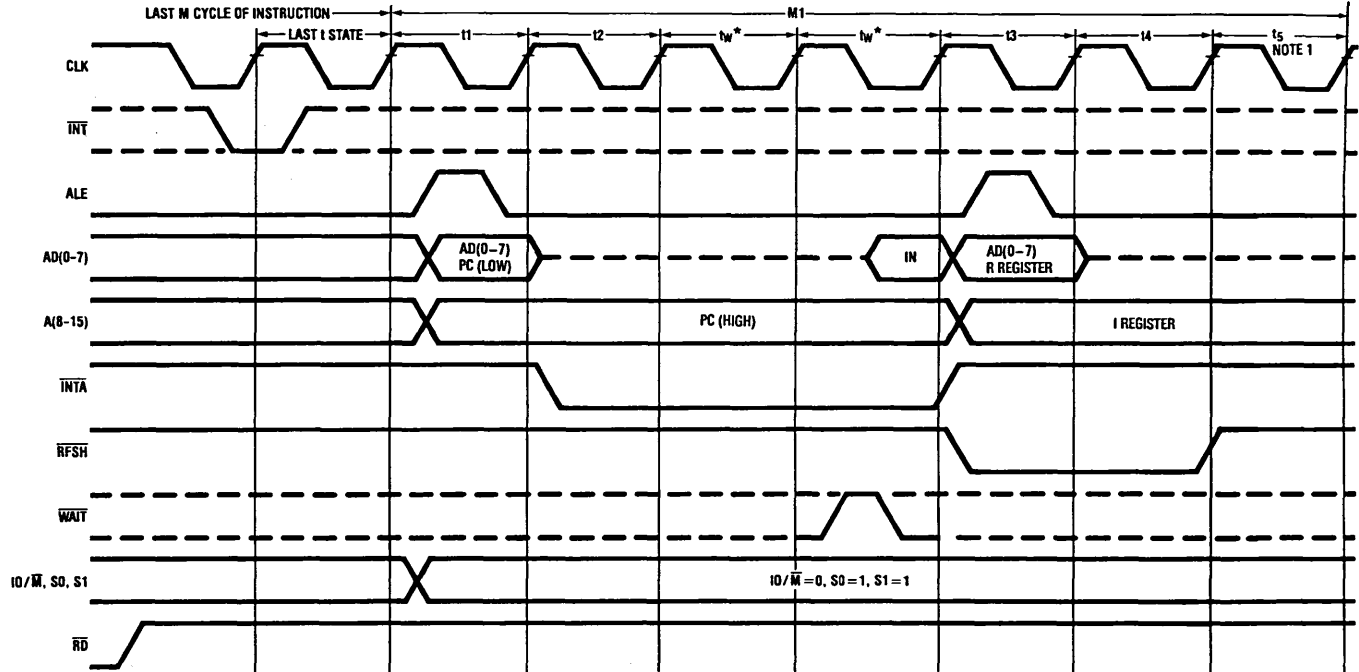 LAST M CYCLE OF INSTRUCTION
M1
LAST t STATE
t1
t2
tW*
tW*
t3
t4
t5
NOTE 1
CLK
INT
ALE
AD(0–7)
AD(0–7)
PC (LOW)
IN
AD(0–7)
R REGISTER
A(8-15)
PC (HIGH)
I REGISTER
INTA
RFSH
WAIT
IO/M, S0, S1
IO/M=0, S0=1, S1=1
RD